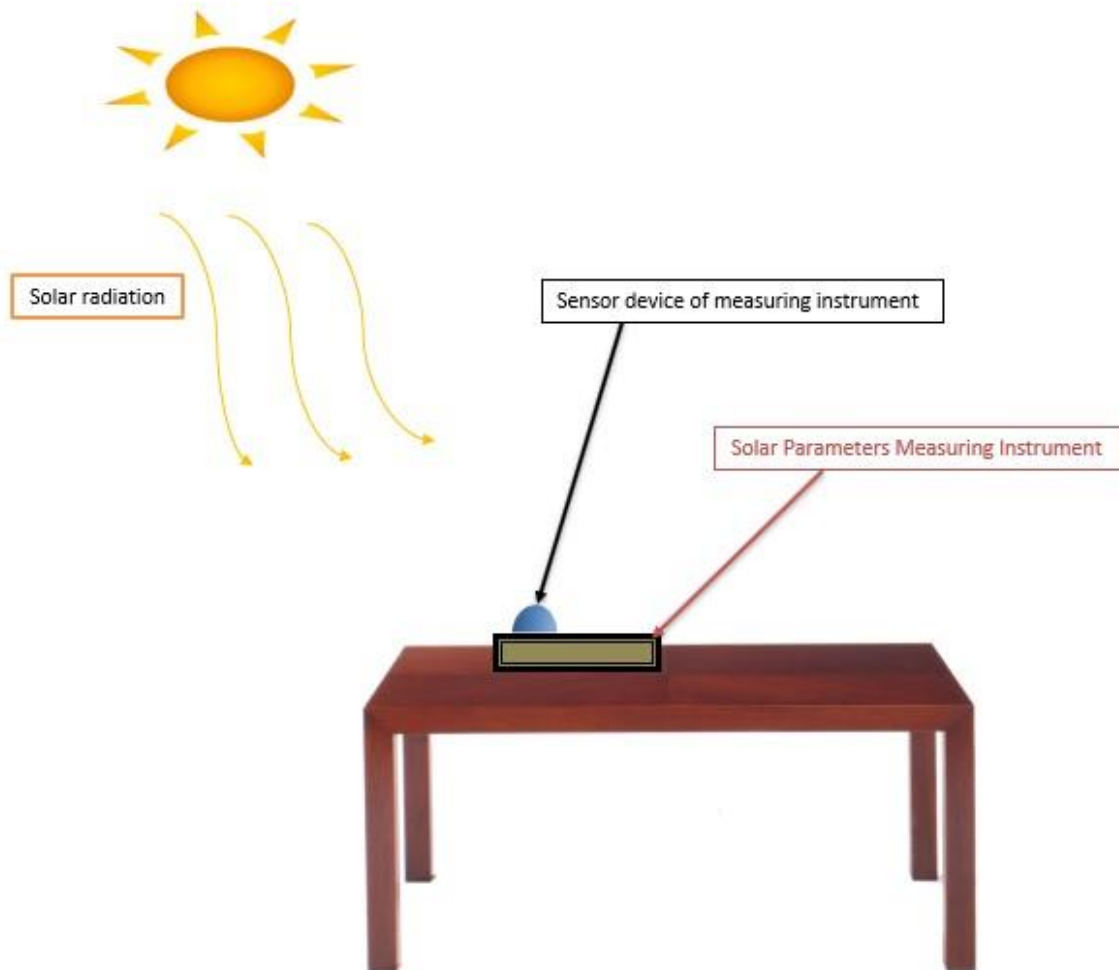 Solar radiation
Sensor device of measuring instrument
Solar Parameters Measuring Instrument